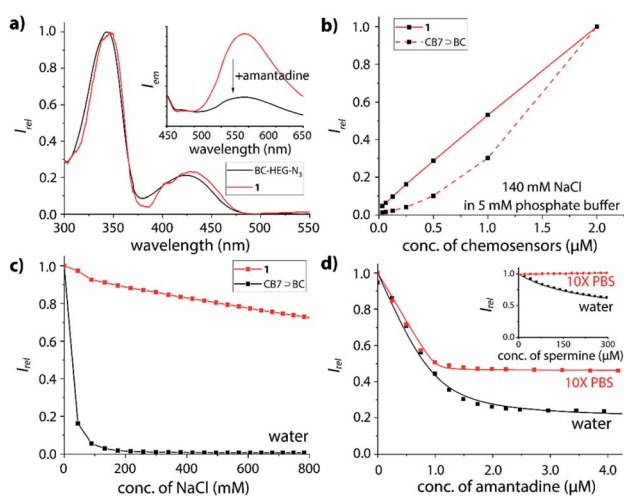 a)
1.0
0.8
0.6
0.4
0.2
0.0
I_rel
300 350 400 450 500 550
wavelength (nm)
I_em
+amantadine
450 500 550 600 650
wavelength (nm)
BC-HEG-N₃
1
b)
1.0
0.8
0.6
0.4
0.2
0.0
I_rel
1
CB7 ⊃ BC
140 mM NaCl
in 5 mM phosphate buffer
0.0 0.5 1.0 1.5 2.0
conc. of chemosensors (µM)
c)
1.0
0.8
0.6
0.4
0.2
0.0
I_rel
1
CB7 ⊃ BC
water
0 200 400 600 800
conc. of NaCl (mM)
d)
1.0
0.8
0.6
0.4
0.2
0.0
I_rel
10X PBS
water
1.0
0.5
0.0
I_rel
0 100 200 300
conc. of spermine (µM)
10X PBS
water
0.0 1.0 2.0 3.0 4.0
conc. of amantadine (µM)